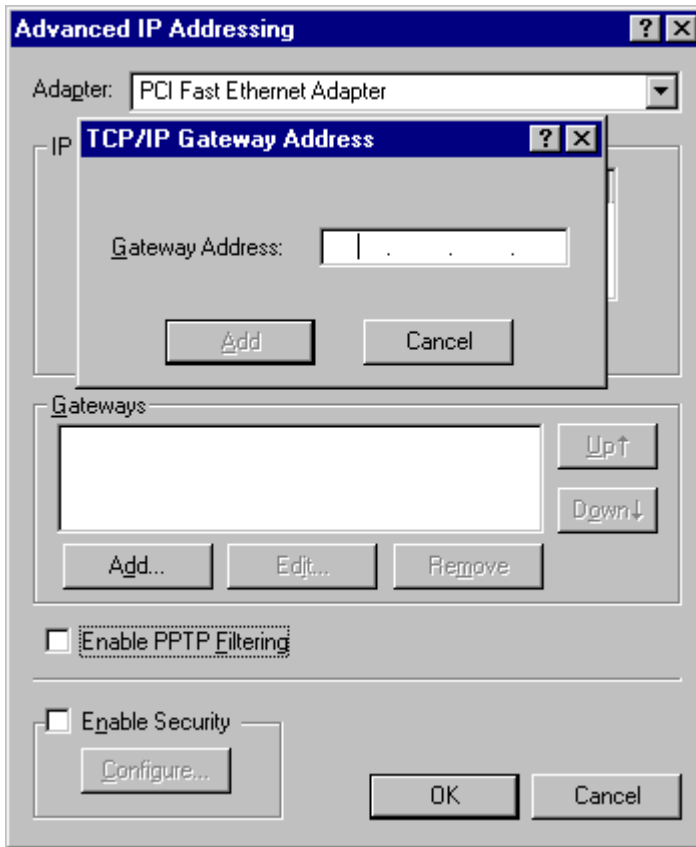 Advanced IP Addressing
Adapter: PCI Fast Ethernet Adapter
IP
TCP/IP Gateway Address
Gateway Address: . . .
Add Cancel
Gateways
Up↑
Down↓
Add... Edit... Remove
Enable PPTP Filtering
Enable Security
Configure...
OK Cancel